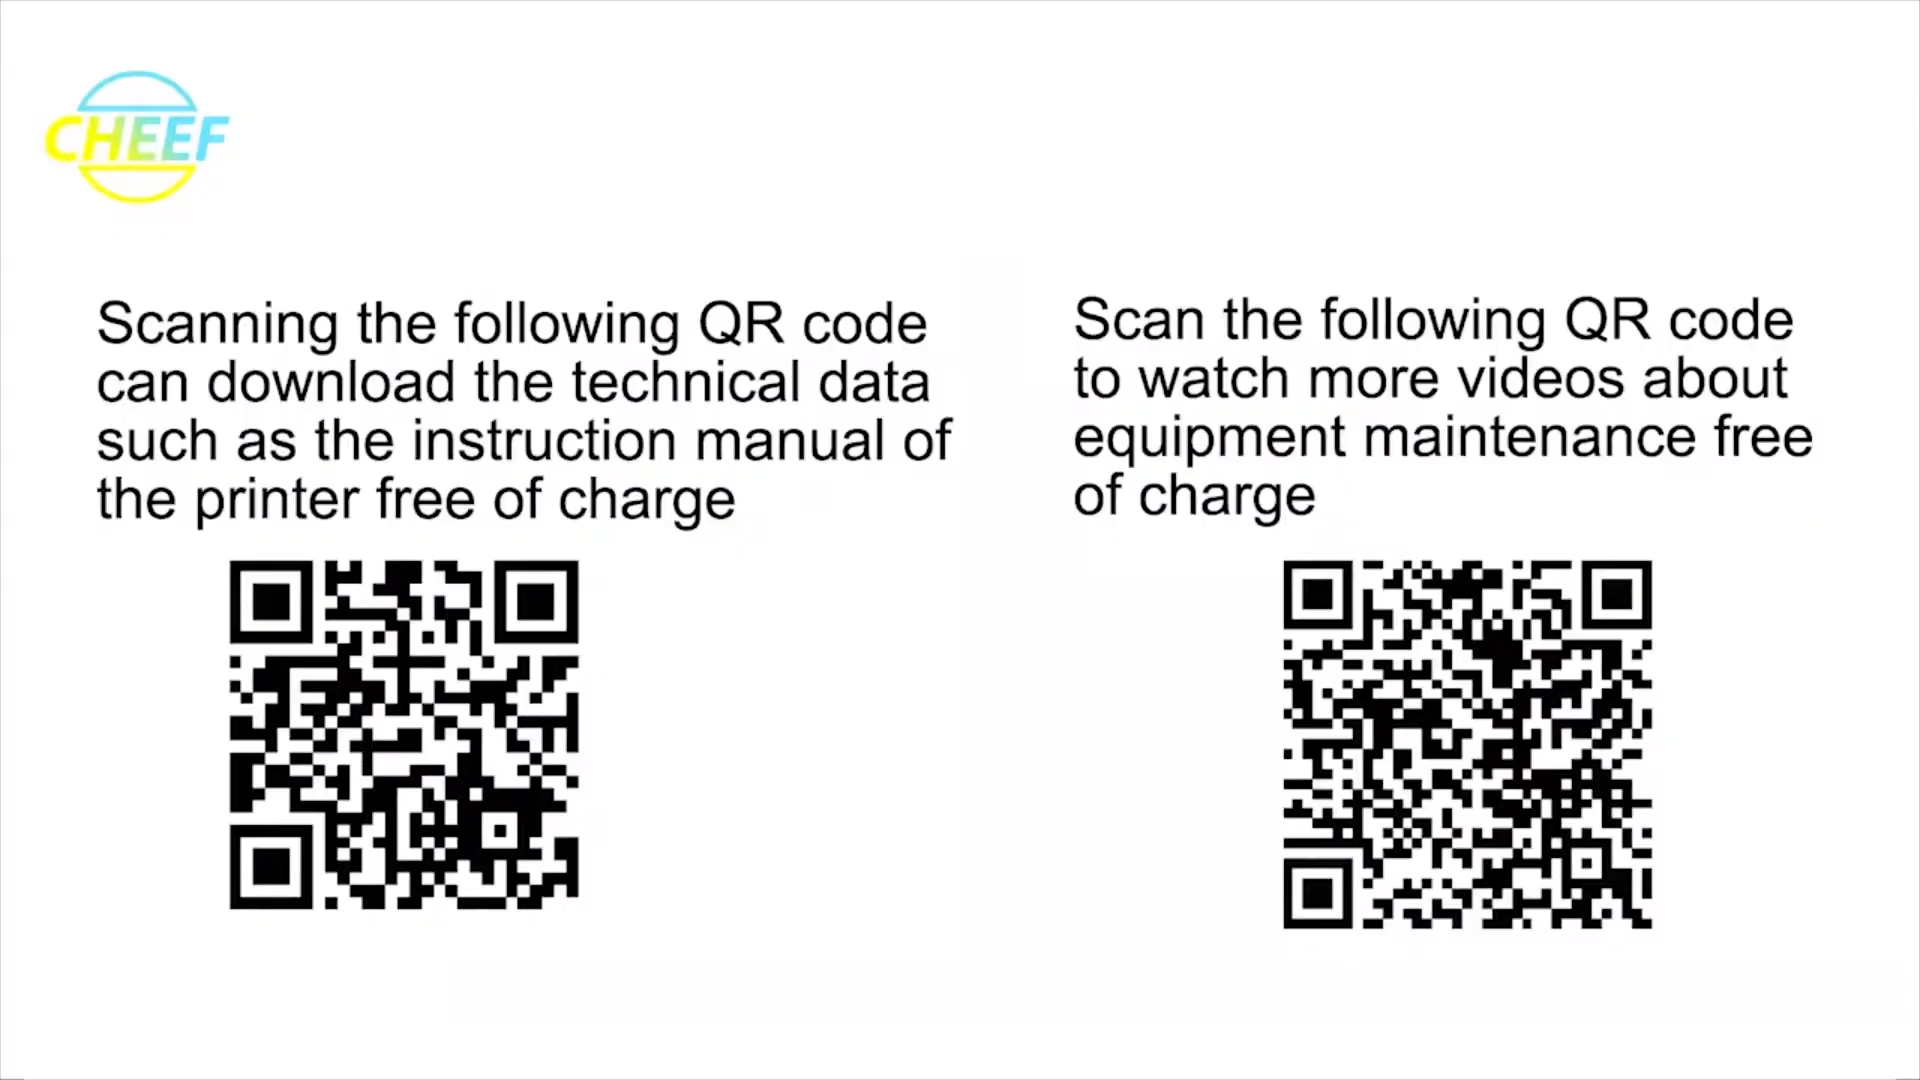 CHEEF
Scanning the following QR code
can download the technical data
such as the instruction manual of
the printer free of charge
Scan the following QR code
to watch more videos about
equipment maintenance free
of charge